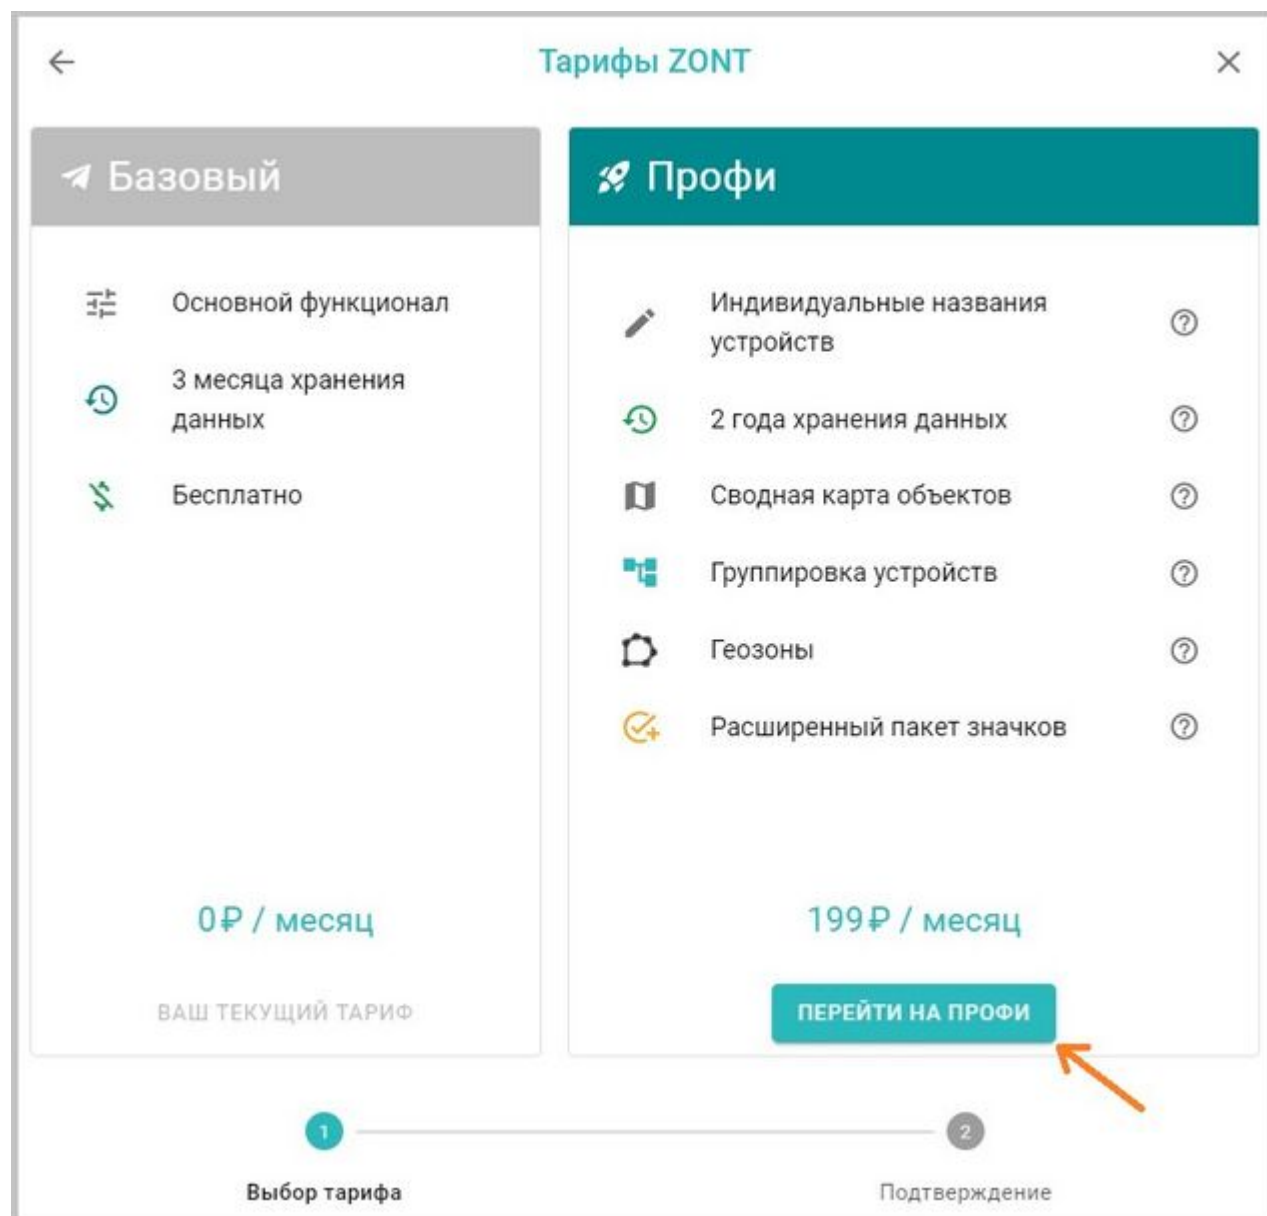 Тарифы ZONT
Базовый
Основной функционал
3 месяца хранения
данных
Бесплатно
0 ₽ / месяц
ВАШ ТЕКУЩИЙ ТАРИФ
Профи
Индивидуальные названия
устройств
2 года хранения данных
Сводная карта объектов
Группировка устройств
Геозоны
Расширенный пакет значков
199 ₽ / месяц
ПЕРЕЙТИ НА ПРОФИ
1
Выбор тарифа
2
Подтверждение